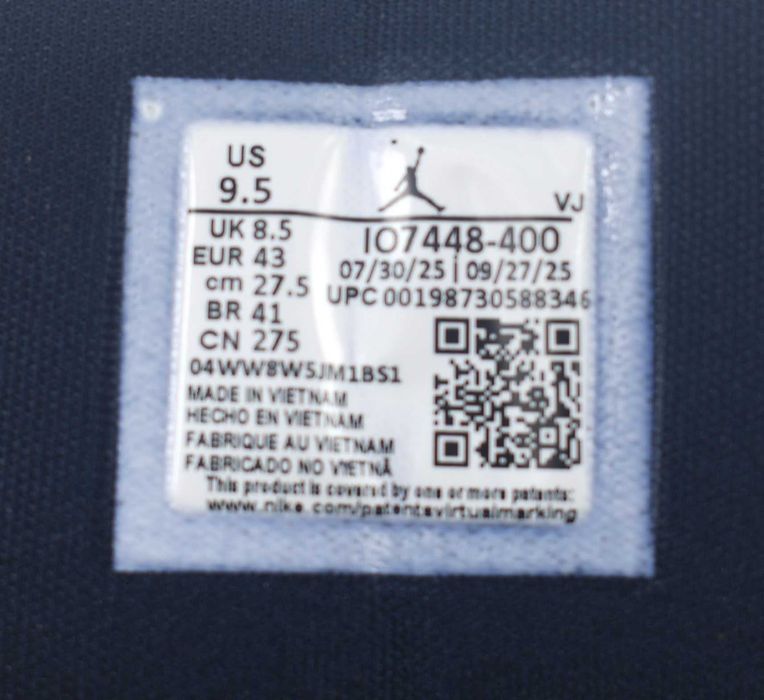 US
9.5
VJ
UK 8.5
EUR 43
cm 27.5
BR 41
CN 275
IO7448-400
07/30/25 | 09/27/25
UPC 00198730588346
04WW8W5JM1BS1
MADE IN VIETNAM
HECHO EN VIETNAM
FABRIQUE AU VIETNAM
FABRICADO NO VIETNÃ
This product is covered by one or more patents:
www.nike.com/patentsvirtualmarking